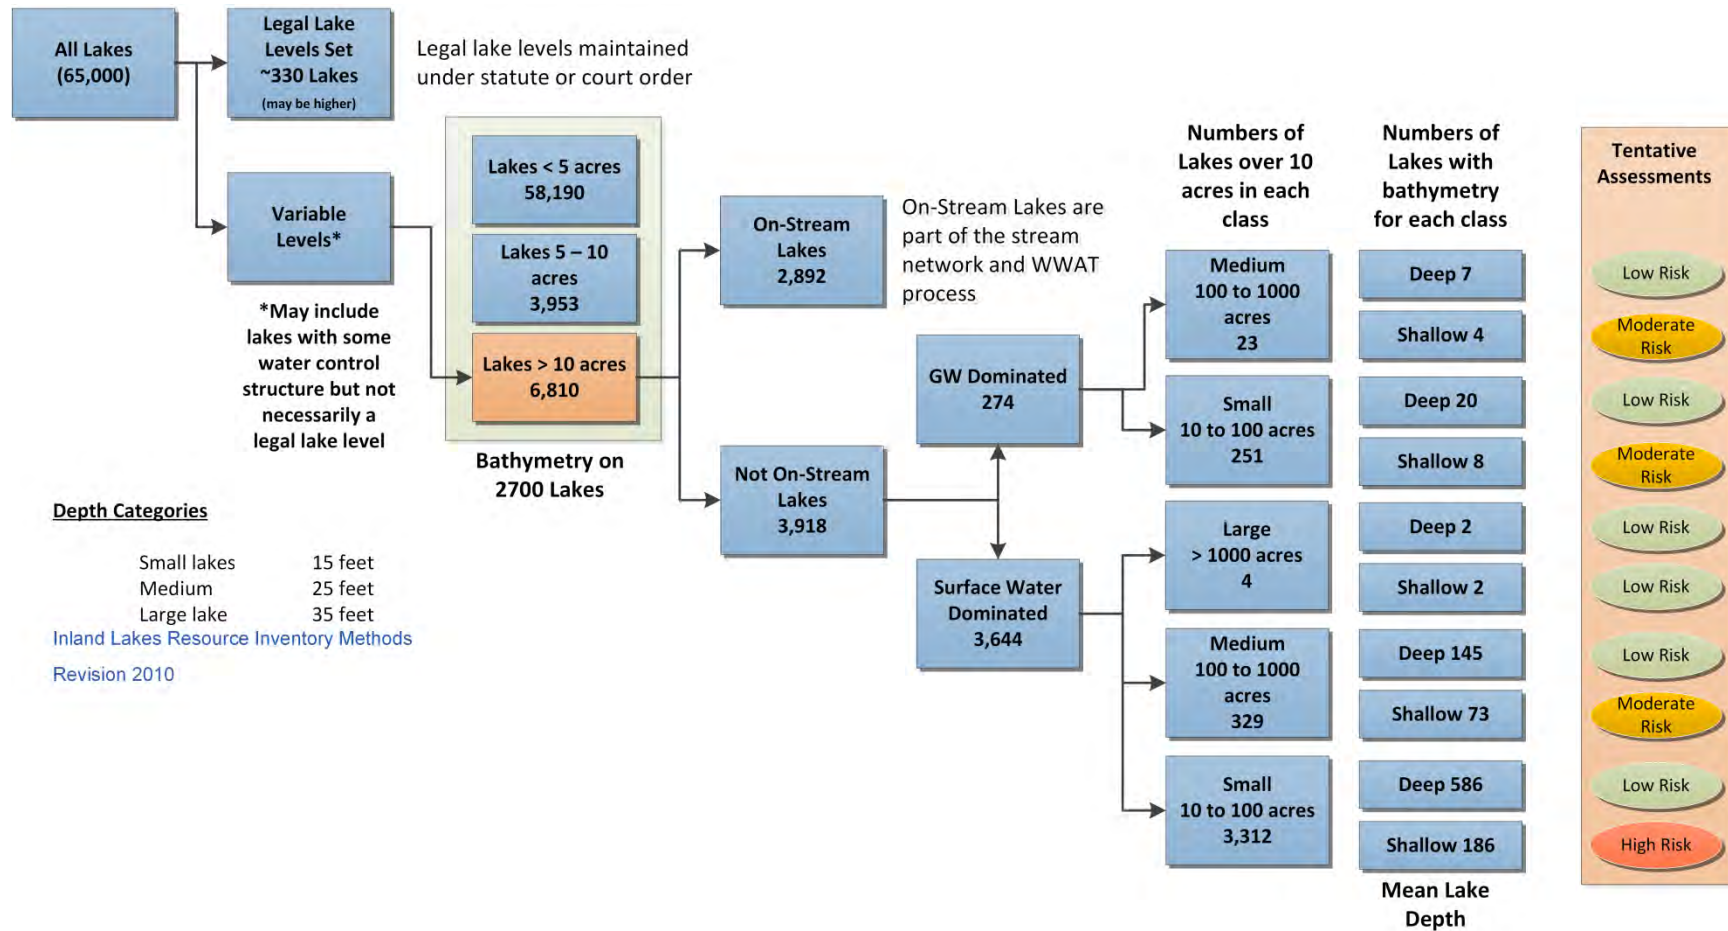 All Lakes
(65,000)
Legal Lake
Levels Set
~330 Lakes
(may be higher)
Legal lake levels maintained
under statute or court order
Variable
Levels*
*May include
lakes with some
water control
structure but not
necessarily a
legal lake level
Lakes < 5 acres
58,190
Lakes 5 – 10
acres
3,953
Lakes > 10 acres
6,810
Bathymetry on
2700 Lakes
On-Stream
Lakes
2,892
On-Stream Lakes are
part of the stream
network and WWAT
process
Not On-Stream
Lakes
3,918
GW Dominated
274
Surface Water
Dominated
3,644
Numbers of
Lakes over 10
acres in each
class
Medium
100 to 1000
acres
23
Small
10 to 100 acres
251
Large
> 1000 acres
4
Medium
100 to 1000
acres
329
Small
10 to 100 acres
3,312
Numbers of
Lakes with
bathymetry
for each class
Deep 7
Shallow 4
Deep 20
Shallow 8
Deep 2
Shallow 2
Deep 145
Shallow 73
Deep 586
Shallow 186
Mean Lake
Depth
Tentative
Assessments
Low Risk
Moderate
Risk
Low Risk
Moderate
Risk
Low Risk
Low Risk
Low Risk
Moderate
Risk
Low Risk
High Risk
Depth Categories
Small lakes 15 feet
Medium 25 feet
Large lake 35 feet
Inland Lakes Resource Inventory Methods
Revision 2010